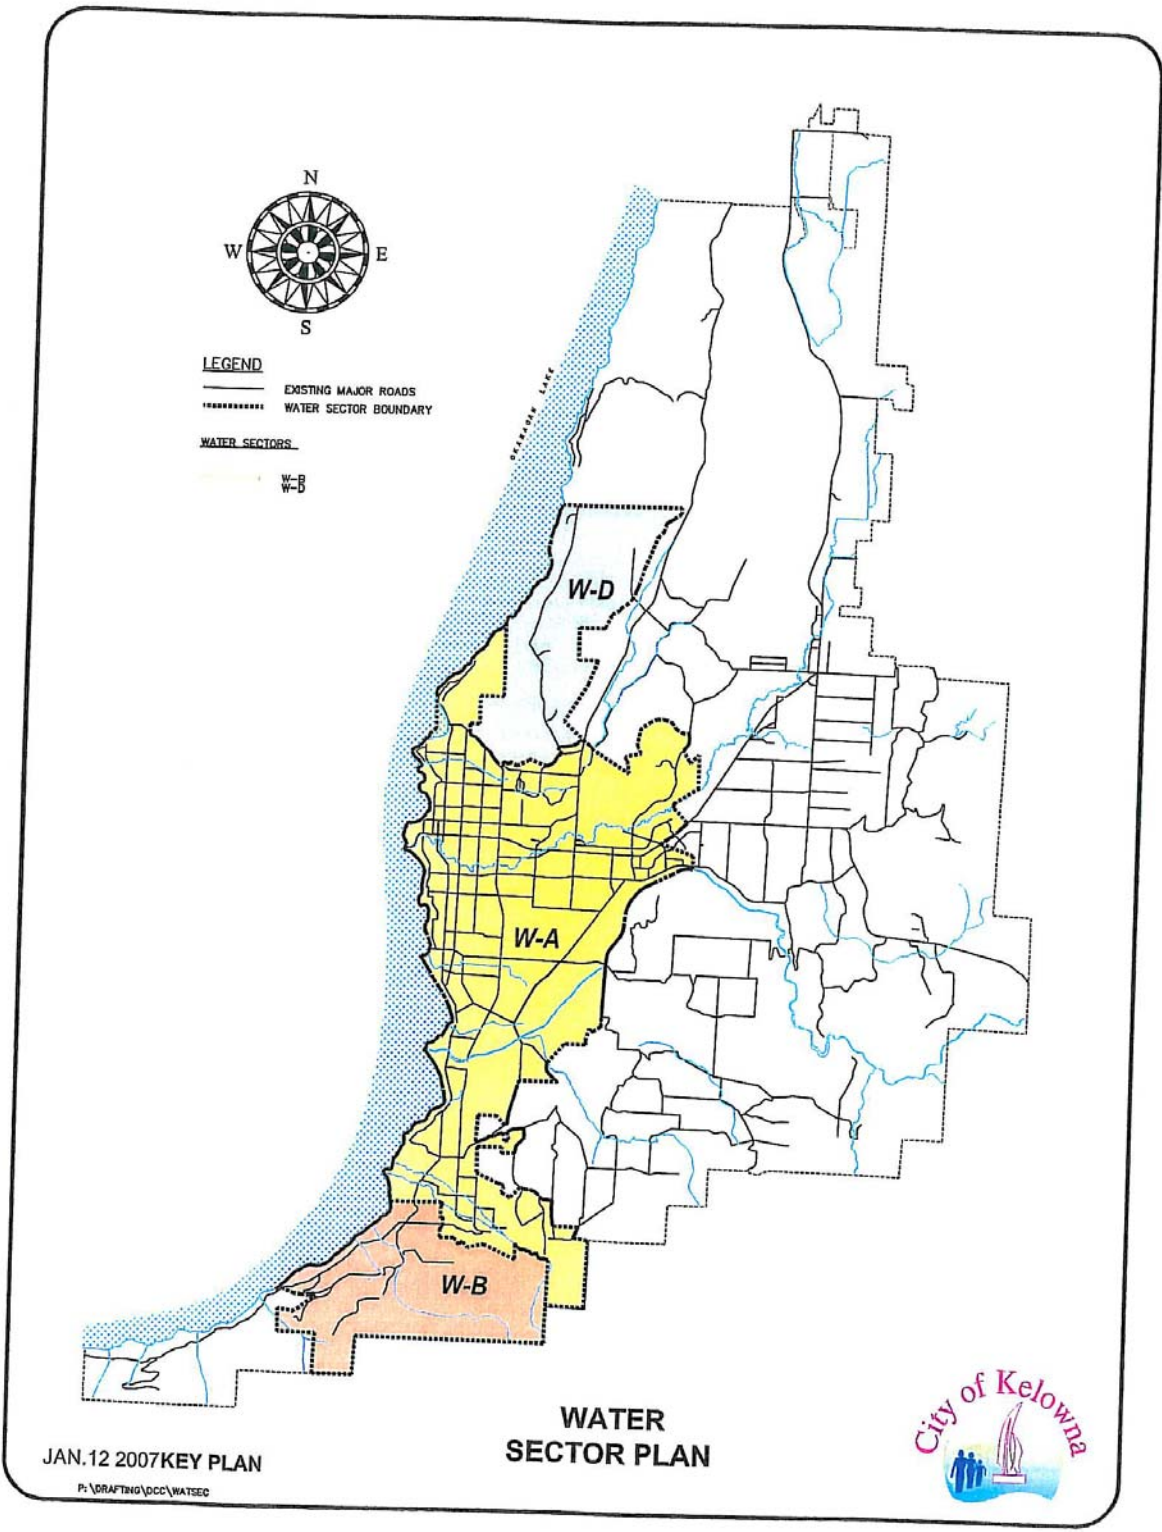 N
W E
S
LEGEND
EXISTING MAJOR ROADS
WATER SECTOR BOUNDARY
WATER SECTORS
W-B
W-D
OKANAGAN LAKE
W-D
W-A
W-B
WATER
SECTOR PLAN
JAN.12 2007KEY PLAN
P:\DRAFTING\DCC\WATSEC
City of Kelowna